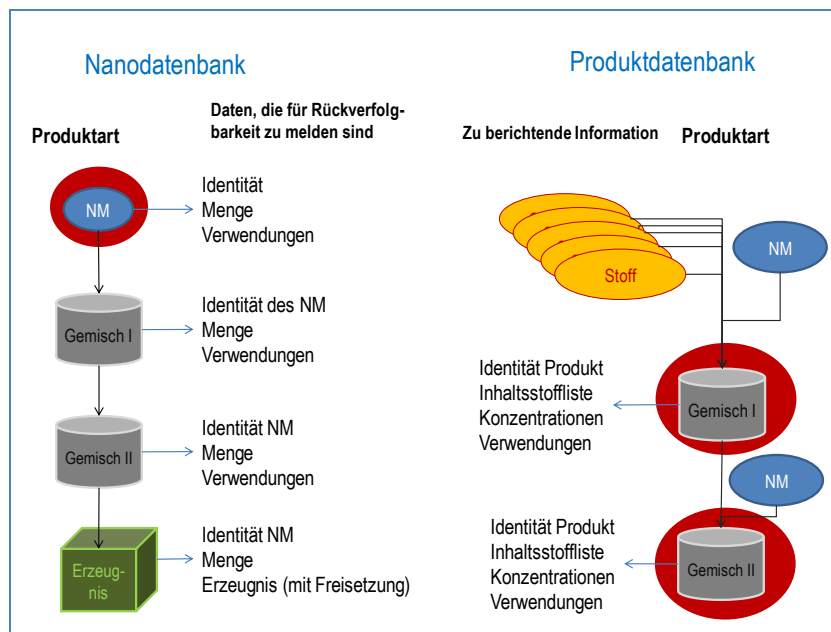 Nanodatenbank
Daten, die für Rückverfolg-
barkeit zu melden sind
Produktart
NM
Identität
Menge
Verwendungen
Gemisch I
Identität des NM
Menge
Verwendungen
Gemisch II
Identität NM
Menge
Verwendungen
Erzeug-
nis
Identität NM
Menge
Erzeugnis (mit Freisetzung)
Produktdatenbank
Zu berichtende Information
Produktart
Stoff
NM
Identität Produkt
Inhaltsstoffliste
Konzentrationen
Verwendungen
Gemisch I
NM
Identität Produkt
Inhaltsstoffliste
Konzentrationen
Verwendungen
Gemisch II